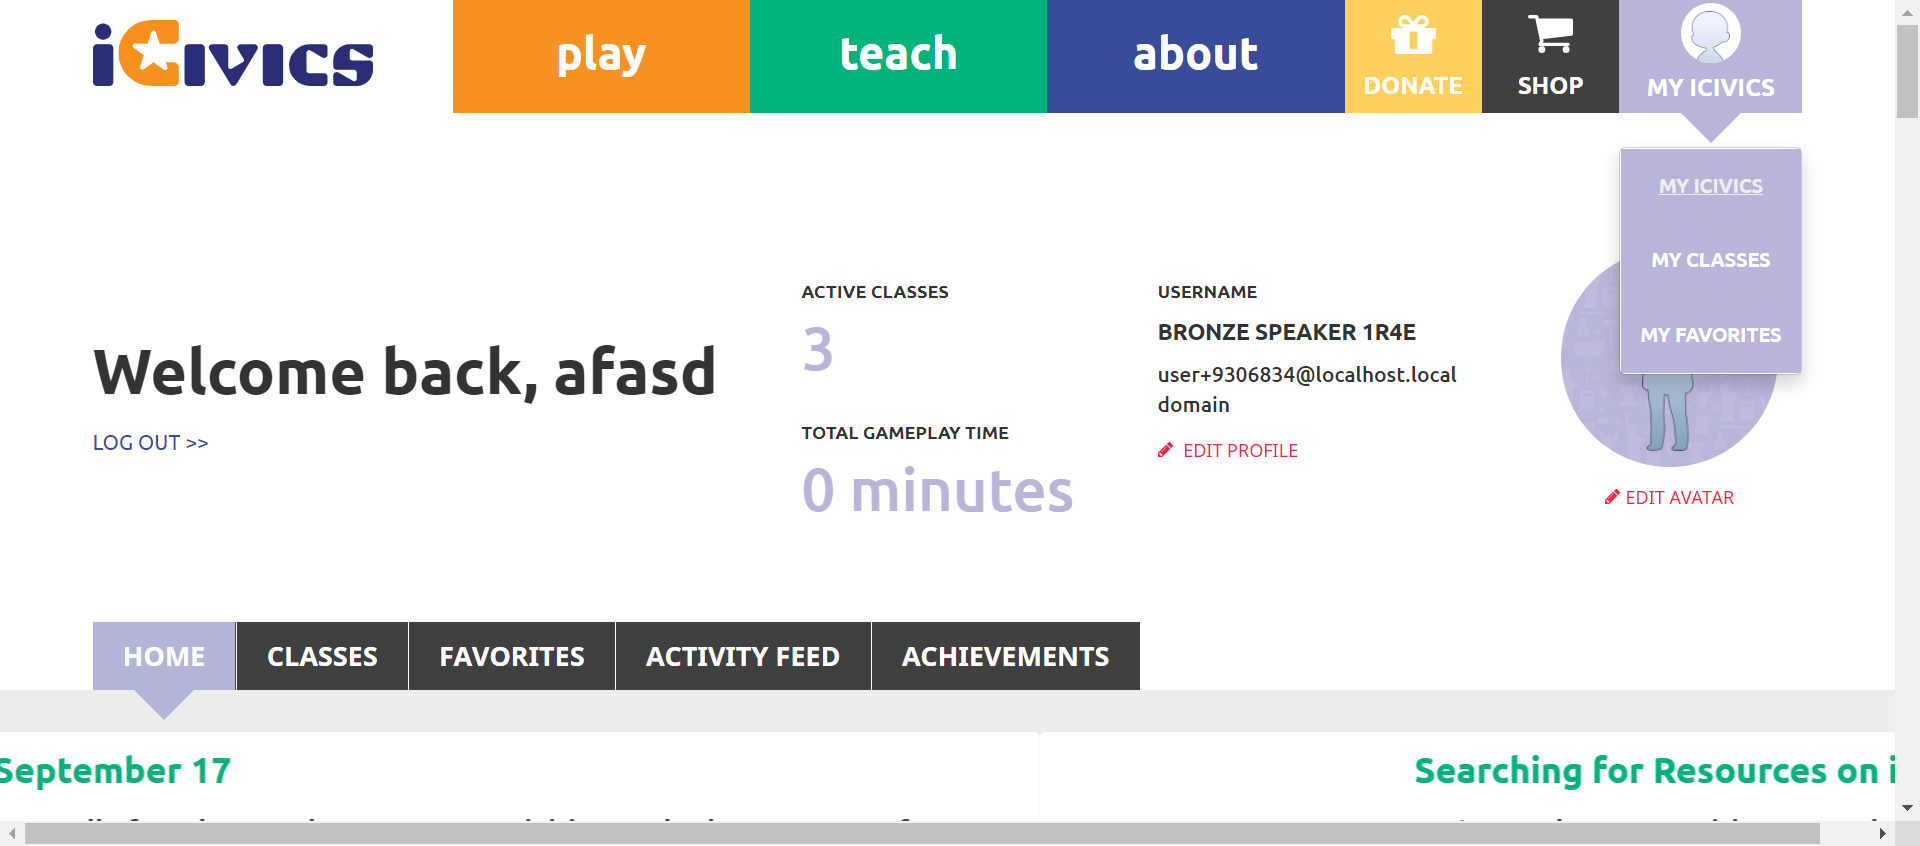 iCivics
play
teach
about
DONATE
SHOP
MY ICIVICS
MY ICIVICS
MY CLASSES
MY FAVORITES
Welcome back, afasd
LOG OUT >>
ACTIVE CLASSES
3
TOTAL GAMEPLAY TIME
0 minutes
USERNAME
BRONZE SPEAKER 1R4E
user+9306834@localhost.local
domain
EDIT PROFILE
EDIT AVATAR
HOME
CLASSES
FAVORITES
ACTIVITY FEED
ACHIEVEMENTS
September 17
Searching for Resources on i